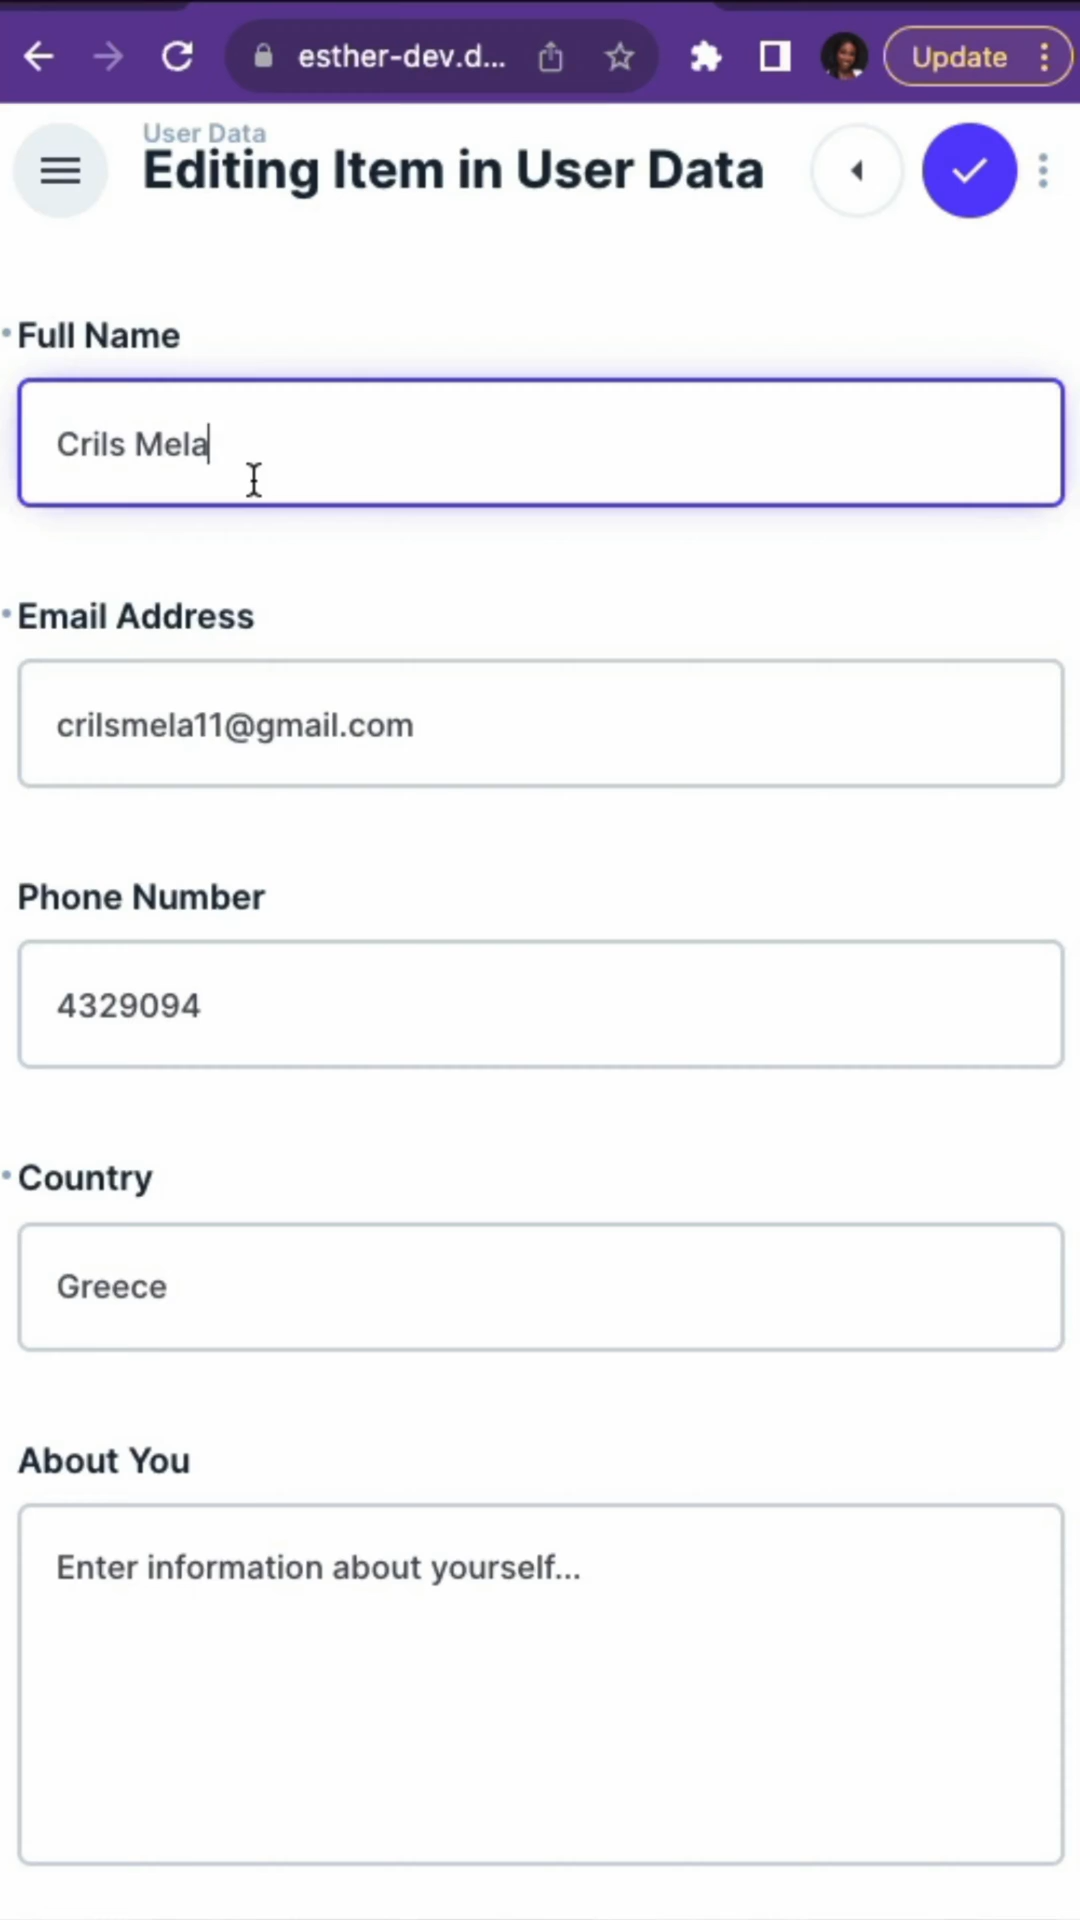 esther-dev.d...
Update
User Data
Editing Item in User Data
Full Name
Crils Mela
Email Address
crilsmela11@gmail.com
Phone Number
4329094
Country
Greece
About You
Enter information about yourself...